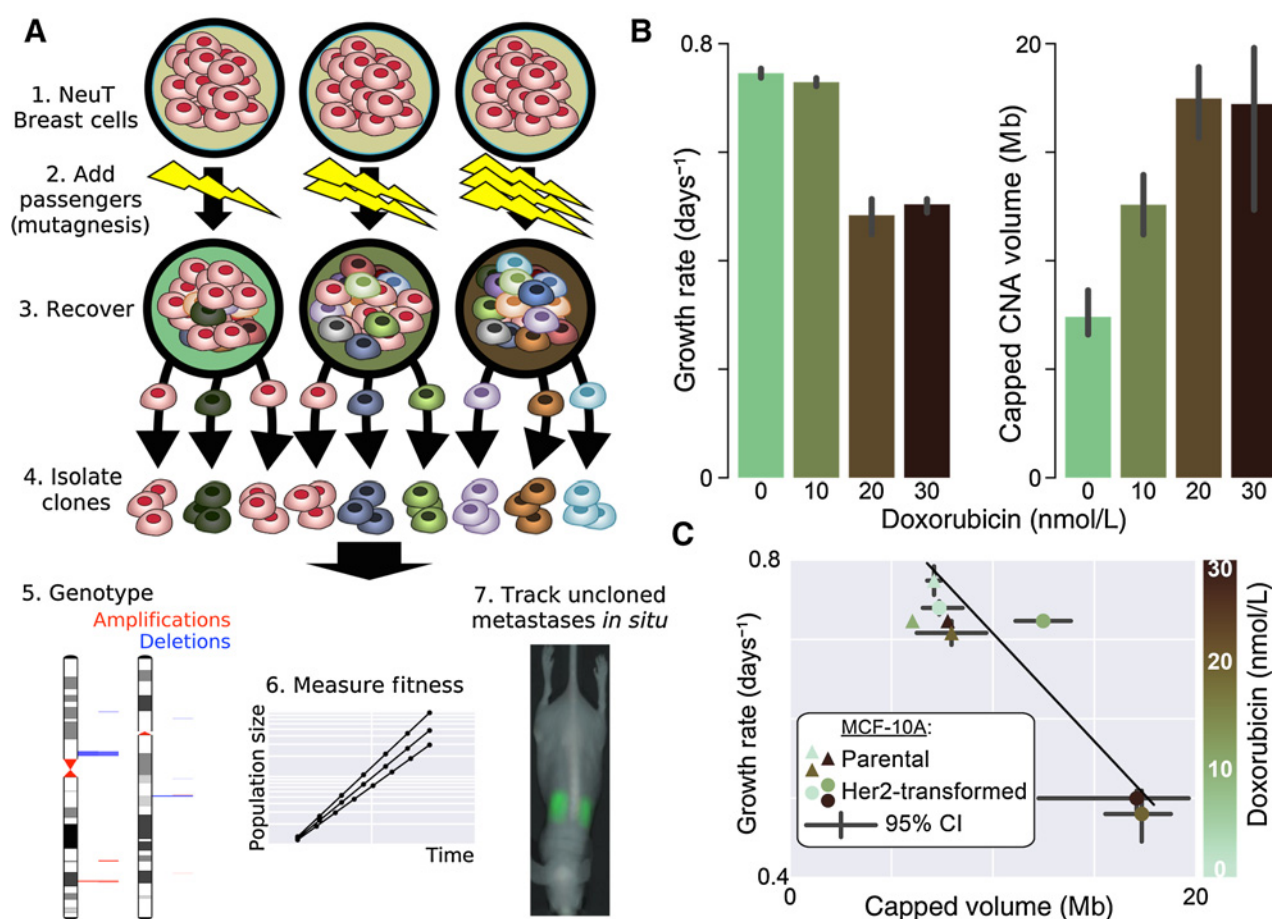 A
1. NeuT
Breast cells
2. Add
passengers
(mutagnesis)
3. Recover
4. Isolate
clones
5. Genotype
Amplifications
Deletions
6. Measure fitness
Population size
Time
7. Track uncloned
metastases in situ
B
0.8
Growth rate (days⁻¹)
0
0 10 20 30
20
Capped CNA volume (Mb)
0
0 10 20 30
Doxorubicin (nmol/L)
C
0.8
Growth rate (days⁻¹)
0.4
MCF-10A:
Parental
Her2-transformed
95% CI
0
20
Capped volume (Mb)
30
20
10
0
Doxorubicin (nmol/L)